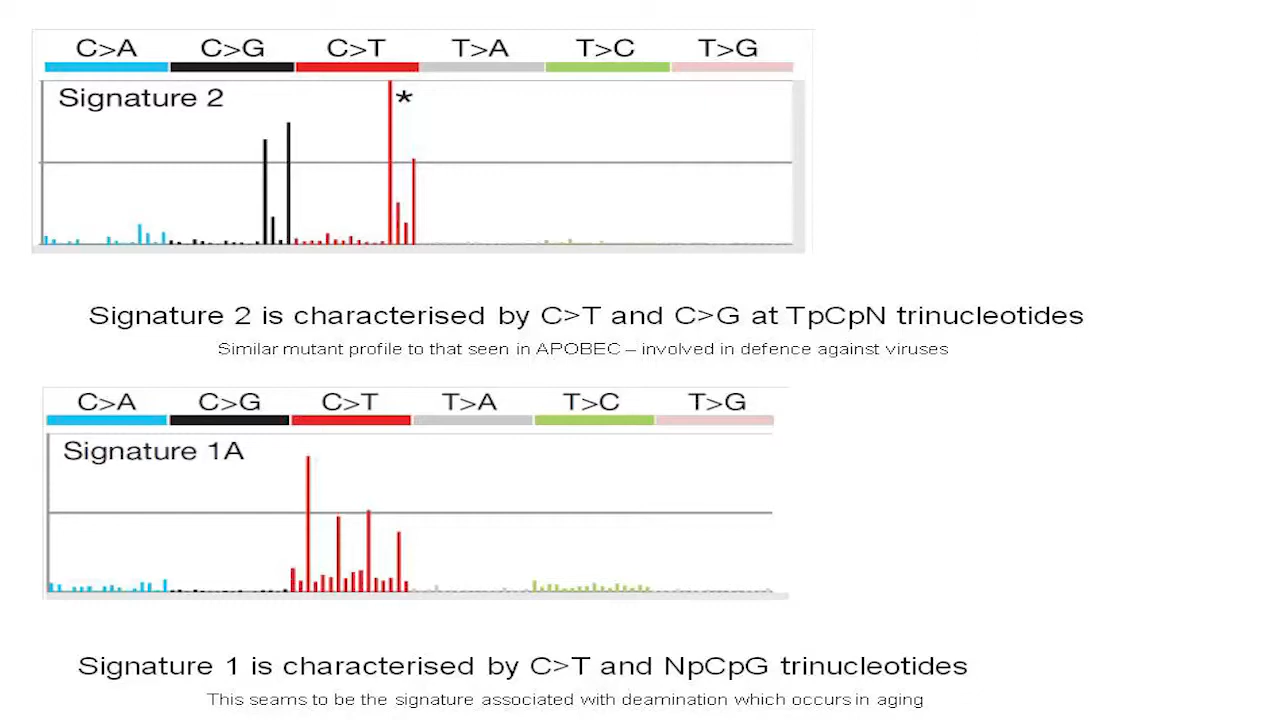 C>A C>G C>T T>A T>C T>G
Signature 2 *
Signature 2 is characterised by C>T and C>G at TpCpN trinucleotides
Similar mutant profile to that seen in APOBEC – involved in defence against viruses
C>A C>G C>T T>A T>C T>G
Signature 1A
Signature 1 is characterised by C>T and NpCpG trinucleotides
This seams to be the signature associated with deamination which occurs in aging